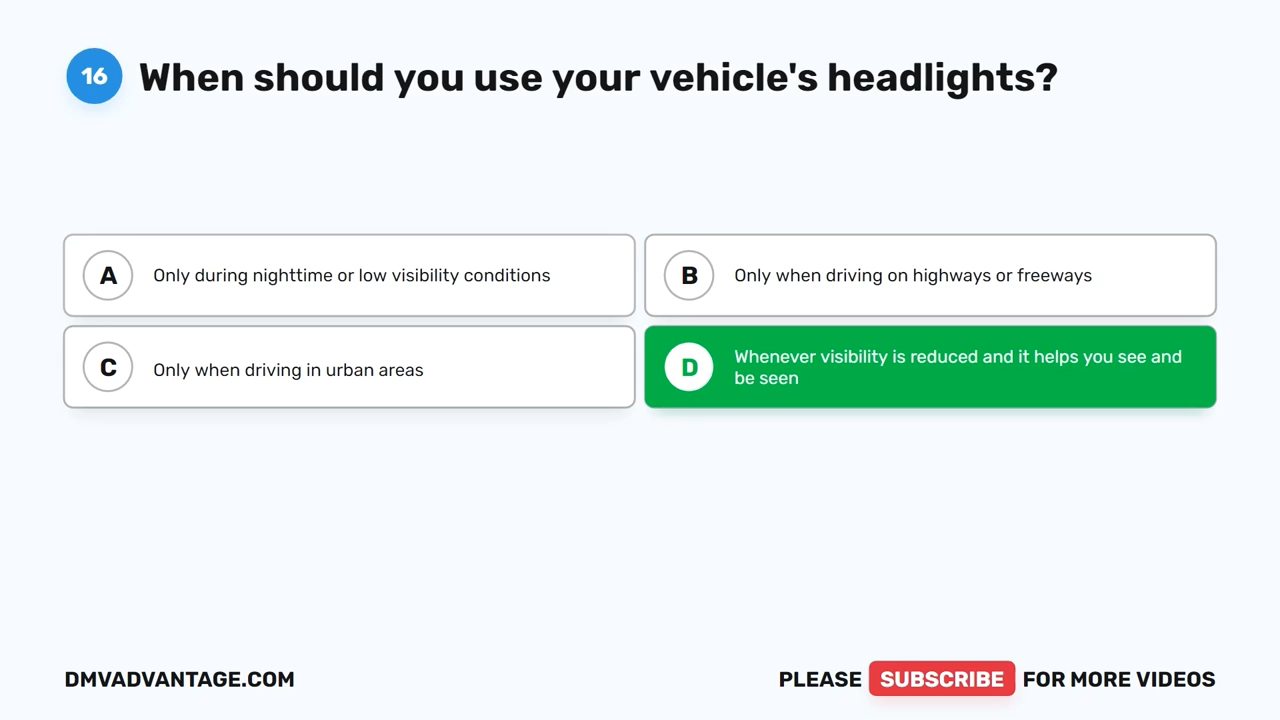 16 When should you use your vehicle's headlights?
A Only during nighttime or low visibility conditions
B Only when driving on highways or freeways
C Only when driving in urban areas
D Whenever visibility is reduced and it helps you see and
be seen
DMVADVANTAGE.COM
PLEASE SUBSCRIBE FOR MORE VIDEOS